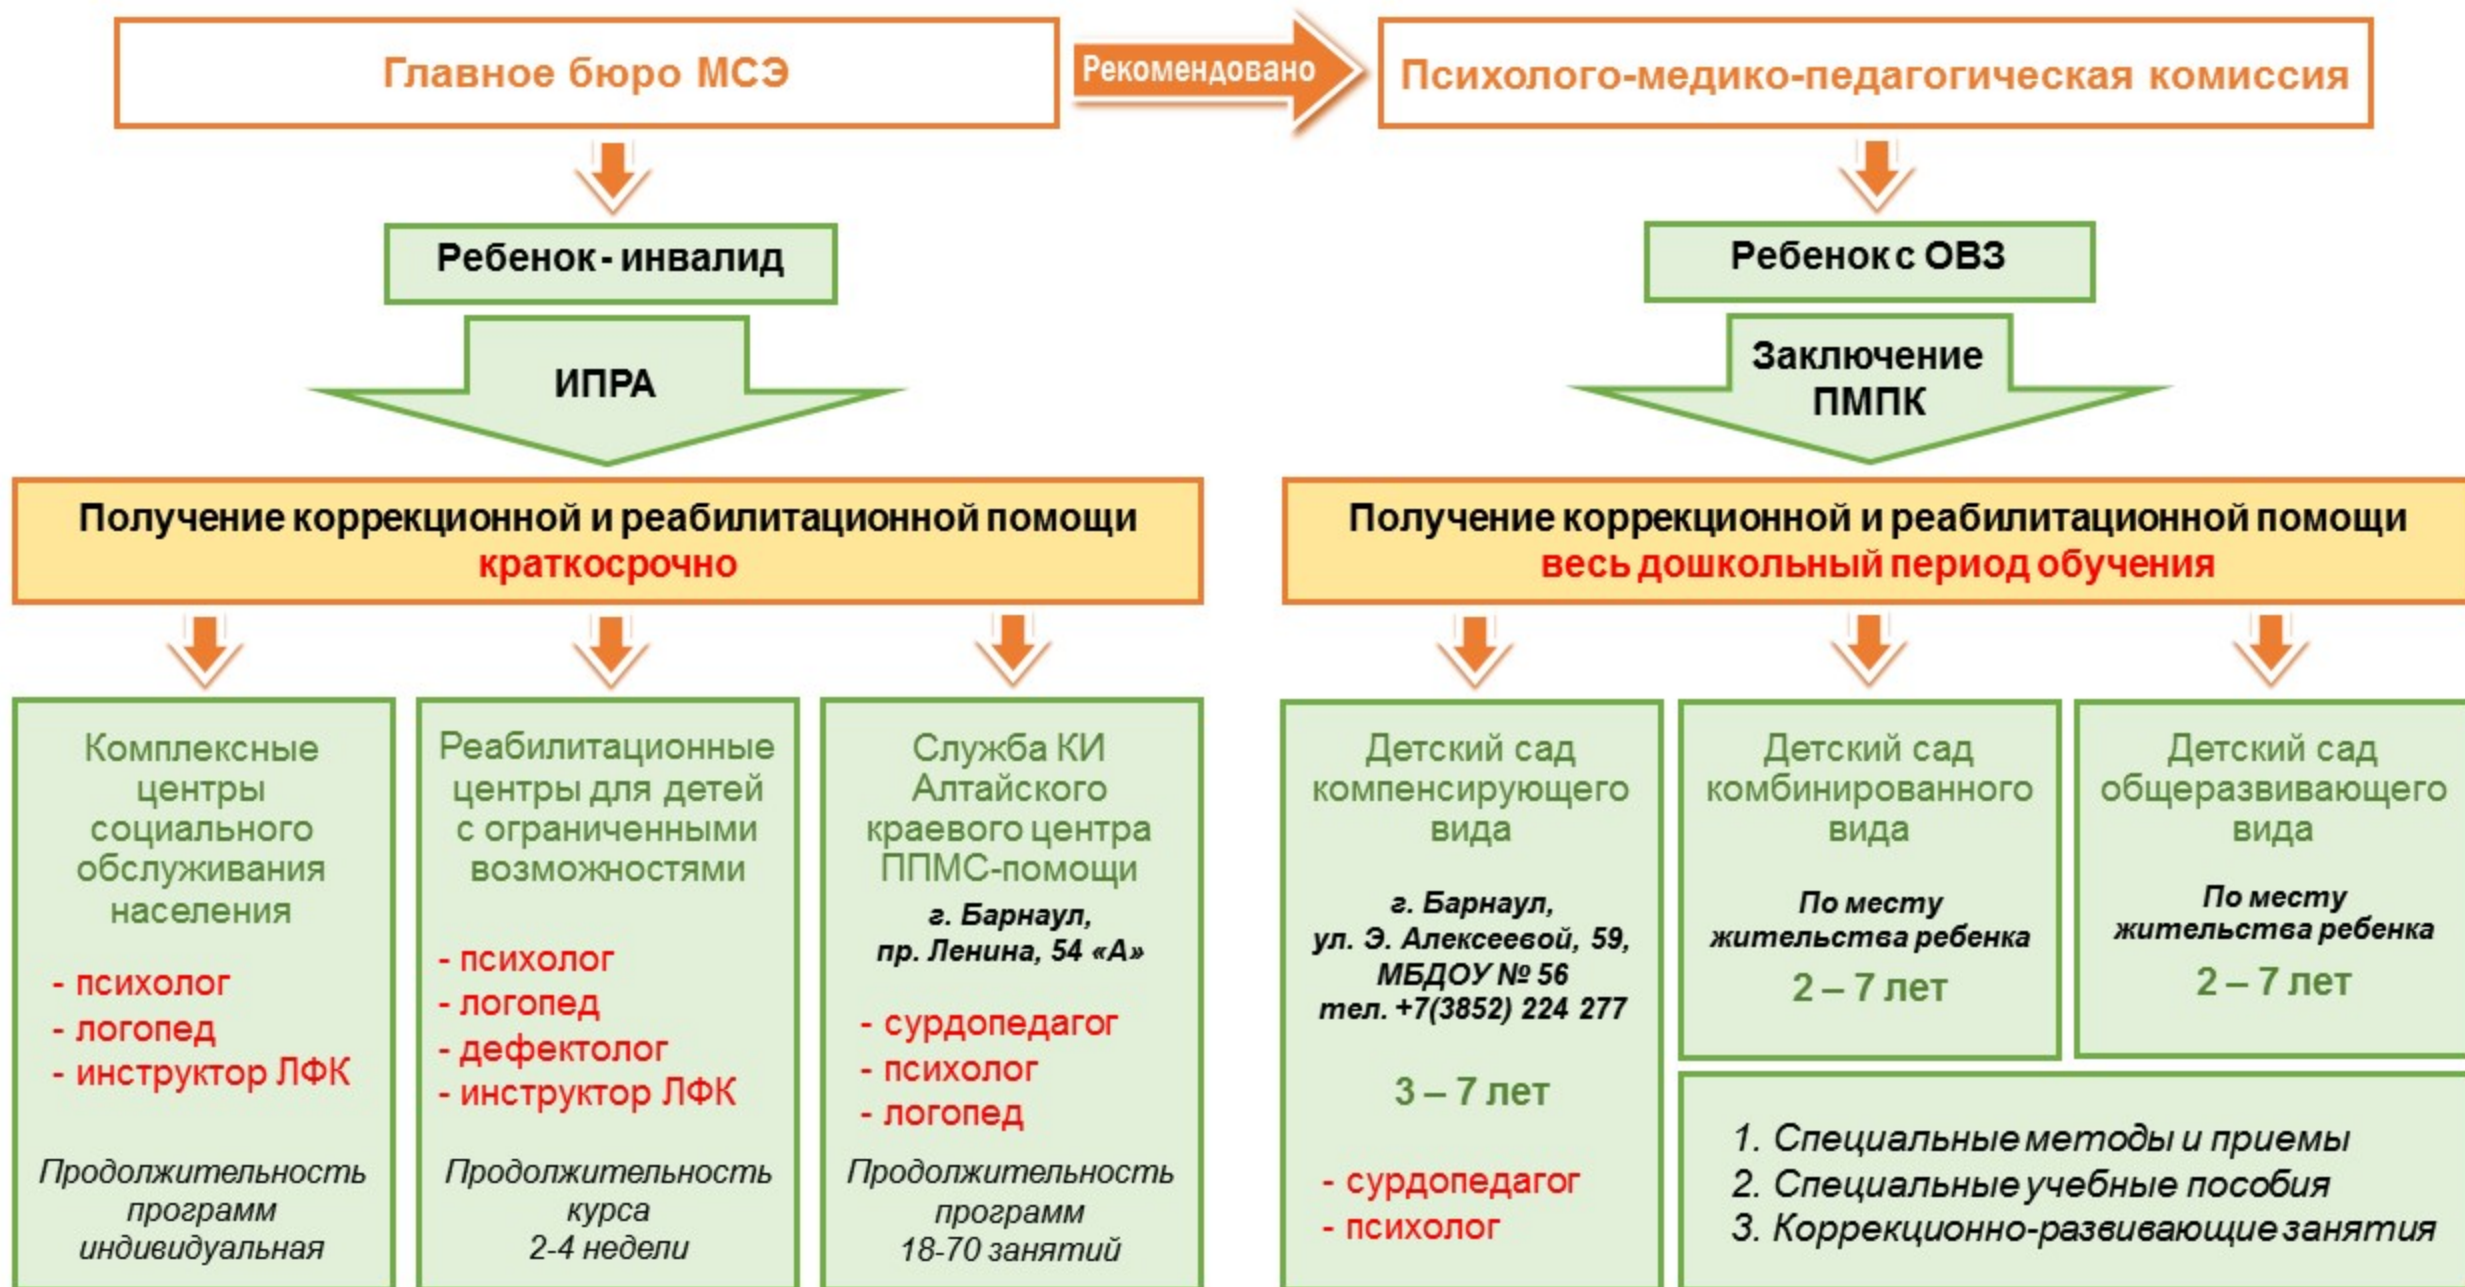 Главное бюро МСЭ
Рекомендовано
Психолого-медико-педагогическая комиссия
Ребенок - инвалид
ИПРА
Получение коррекционной и реабилитационной помощи
краткосрочно
Комплексные
центры
социального
обслуживания
населения
- психолог
- логопед
- инструктор ЛФК
Продолжительность
программ
индивидуальная
Реабилитационные
центры для детей
с ограниченными
возможностями
- психолог
- логопед
- дефектолог
- инструктор ЛФК
Продолжительность
курса
2-4 недели
Служба КИ
Алтайского
краевого центра
ППМС-помощи
г. Барнаул,
пр. Ленина, 54 «А»
- сурдопедагог
- психолог
- логопед
Продолжительность
программ
18-70 занятий
Ребенок с ОВЗ
Заключение
ПМПК
Получение коррекционной и реабилитационной помощи
весь дошкольный период обучения
Детский сад
компенсирующего
вида
г. Барнаул,
ул. Э. Алексеевой, 59,
МБДОУ № 56
тел. +7(3852) 224 277
3 – 7 лет
- сурдопедагог
- психолог
Детский сад
комбинированного
вида
По месту
жительства ребенка
2 – 7 лет
Детский сад
общеразвивающего
вида
По месту
жительства ребенка
2 – 7 лет
1. Специальные методы и приемы
2. Специальные учебные пособия
3. Коррекционно-развивающие занятия